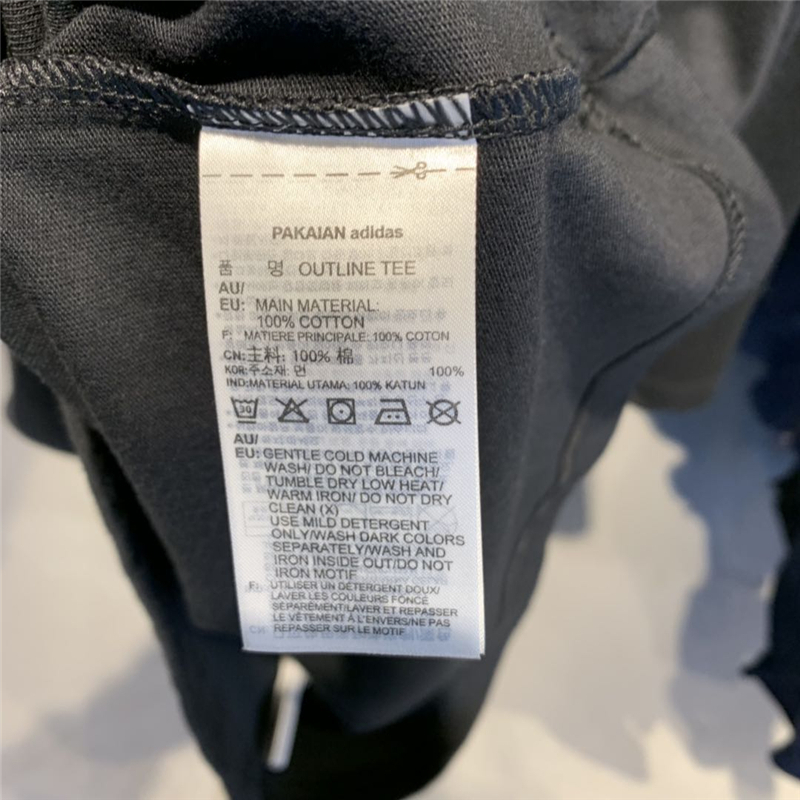 PAKAIAN adidas
품 명 OUTLINE TEE
AU/
EU: MAIN MATERIAL:
100% COTTON
F: MATIERE PRINCIPALE: 100% COTON
CN: 主料: 100% 棉
KOR: 주소재: 면 100%
IND: MATERIAL UTAMA: 100% KATUN
30
AU/
EU: GENTLE COLD MACHINE
WASH/ DO NOT BLEACH/
TUMBLE DRY LOW HEAT/
WARM IRON/ DO NOT DRY
CLEAN (X)
USE MILD DETERGENT
ONLY/WASH DARK COLORS
SEPARATELY/WASH AND
IRON INSIDE OUT/DO NOT
IRON MOTIF
F: UTILISER UN DETERGENT DOUX/
LAVER LES COULEURS FONCÉ
SÉPARÉMENT/LAVER ET REPASSER
LE VÊTEMENT À L'ENVERS/NE PAS
REPASSER SUR LE MOTIF